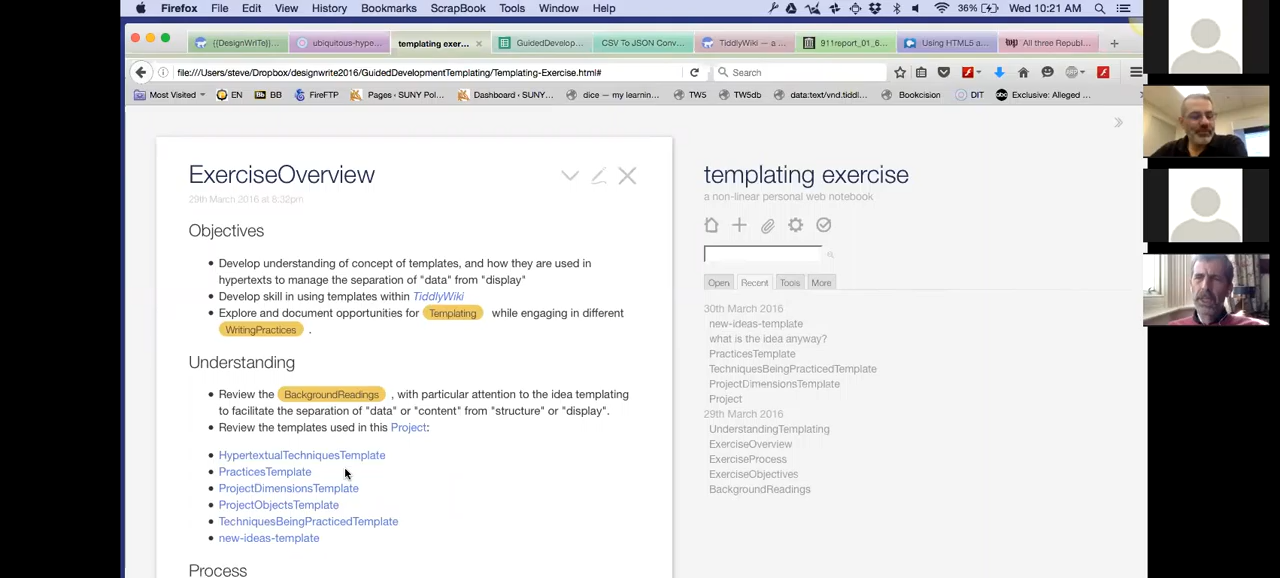 Firefox File Edit View History Bookmarks ScrapBook Tools Window Help 36% Wed 10:21 AM
{{DesignWriTe}... ubiquitous-hype... templating exer... GuidedDevelop... CSV To JSON Conv... TiddlyWiki — a ... 911report_01_6... Using HTML5 a... All three Republ...
file:///Users/steve/Dropbox/designwrite2016/GuidedDevelopmentTemplating/Templating-Exercise.html# Search
Most Visited EN BB FireFTP Pages - SUNY Pol... Dashboard - SUNY... dice — my learnin... TW5 TW5db data:text/vnd.tiddl... Bookcision DIT Exclusive: Alleged ...
ExerciseOverview
29th March 2016 at 8:32pm
Objectives
Develop understanding of concept of templates, and how they are used in
hypertexts to manage the separation of "data" from "display"
Develop skill in using templates within TiddlyWiki
Explore and document opportunities for Templating while engaging in different
WritingPractices .
Understanding
Review the BackgroundReadings , with particular attention to the idea templating
to facilitate the separation of "data" or "content" from "structure" or "display".
Review the templates used in this Project:
HypertextualTechniquesTemplate
PracticesTemplate
ProjectDimensionsTemplate
ProjectObjectsTemplate
TechniquesBeingPracticedTemplate
new-ideas-template
Process
templating exercise
a non-linear personal web notebook
Open Recent Tools More
30th March 2016
new-ideas-template
what is the idea anyway?
PracticesTemplate
TechniquesBeingPracticedTemplate
ProjectDimensionsTemplate
Project
29th March 2016
UnderstandingTemplating
ExerciseOverview
ExerciseProcess
ExerciseObjectives
BackgroundReadings